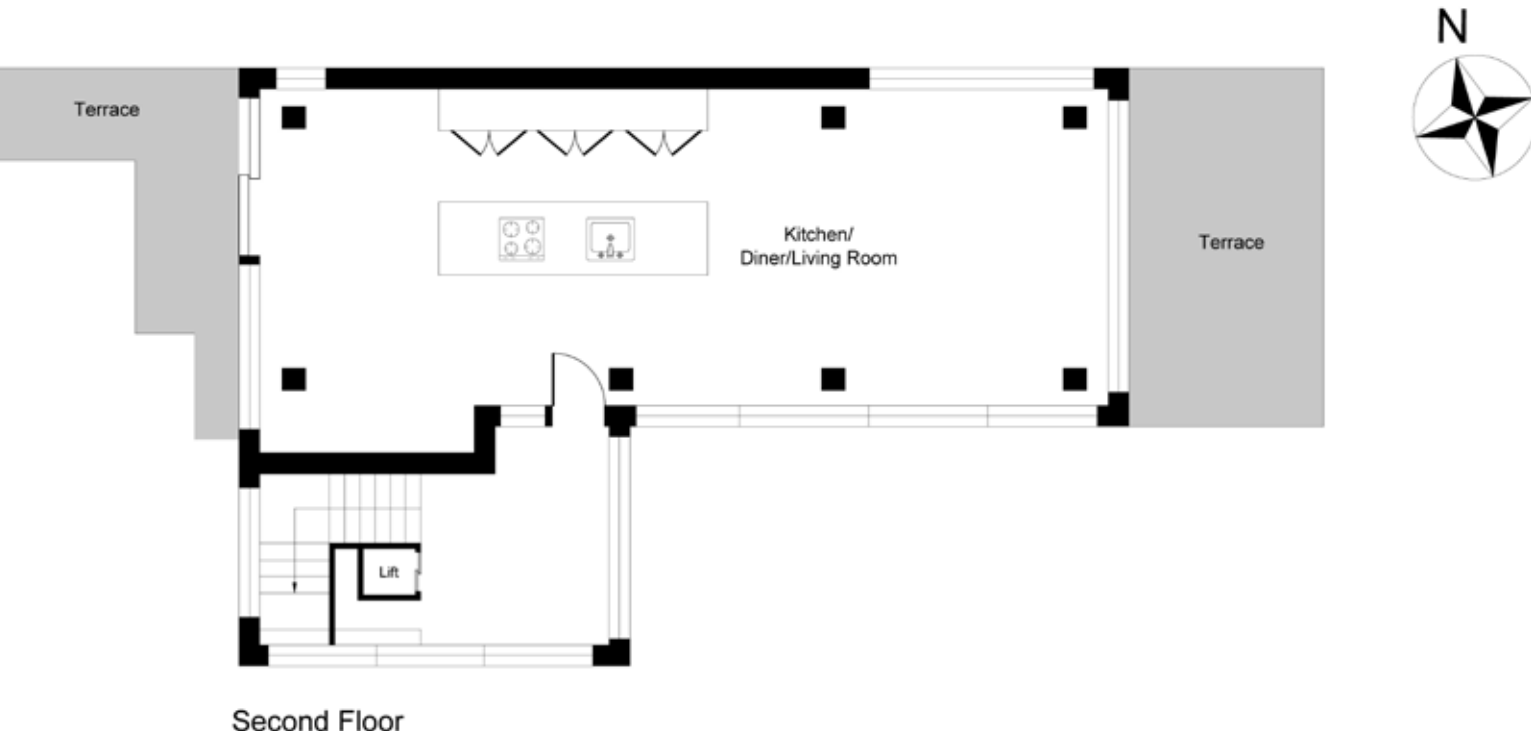 N
Terrace
Kitchen/
Diner/Living Room
Terrace
Lift
Second Floor